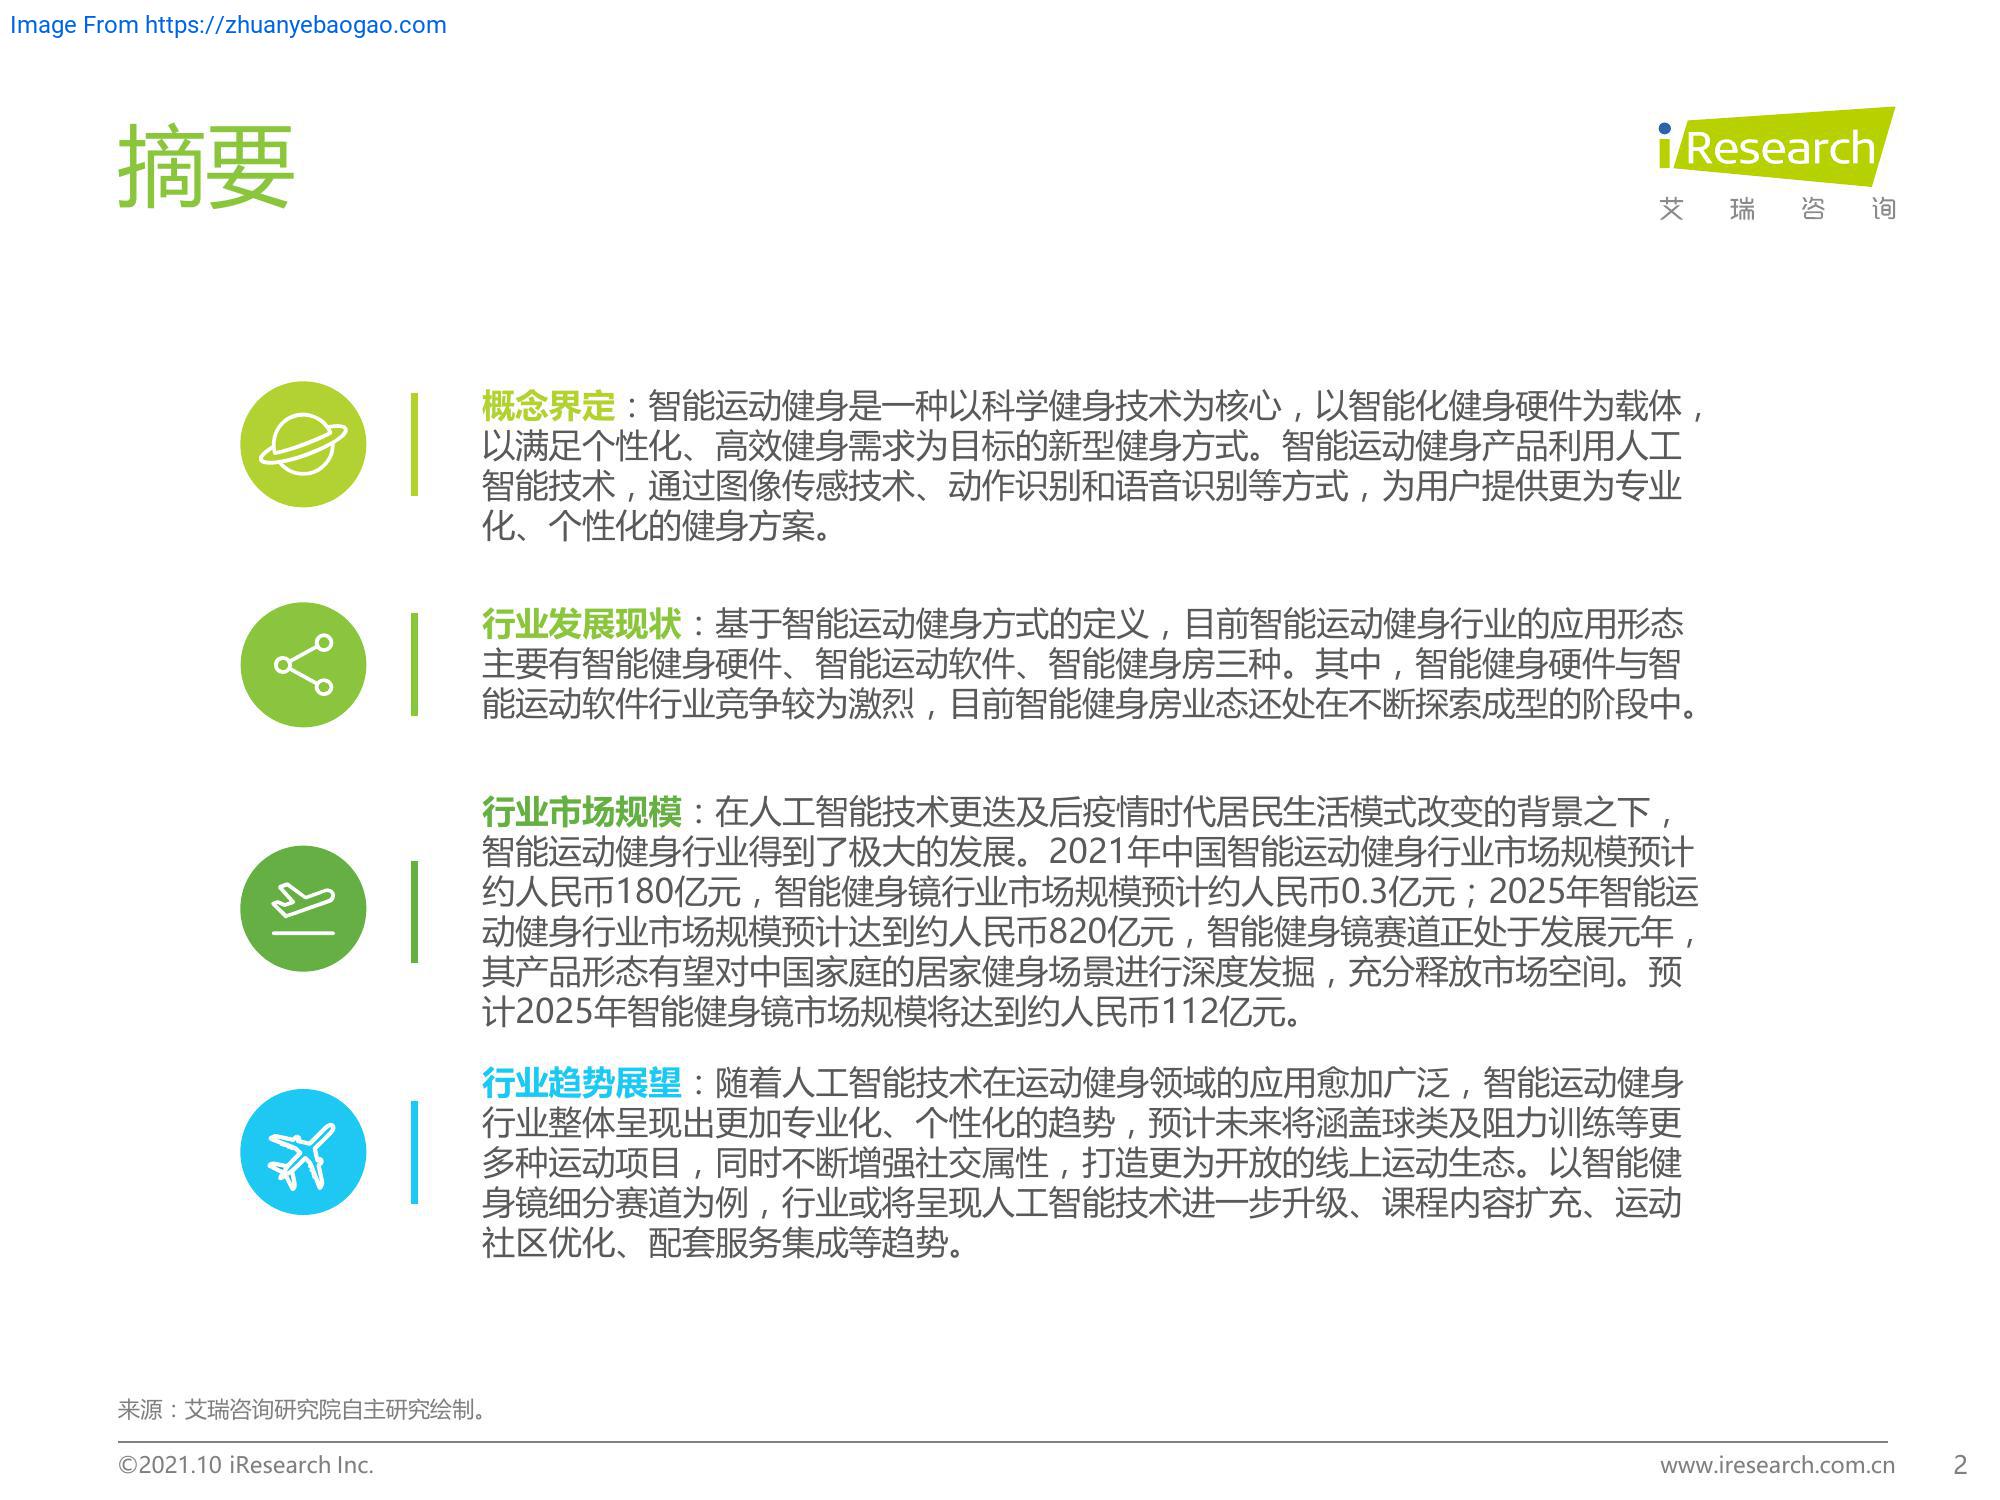 Image From https://zhuanyebaogao.com
摘要
iResearch
艾瑞咨询
概念界定：智能运动健身是一种以科学健身技术为核心，以智能化健身硬件为载体，
以满足个性化、高效健身需求为目标的新型健身方式。智能运动健身产品利用人工
智能技术，通过图像传感技术、动作识别和语音识别等方式，为用户提供更为专业
化、个性化的健身方案。
行业发展现状：基于智能运动健身方式的定义，目前智能运动健身行业的应用形态
主要有智能健身硬件、智能运动软件、智能健身房三种。其中，智能健身硬件与智
能运动软件行业竞争较为激烈，目前智能健身房业态还处在不断探索成型的阶段中。
行业市场规模：在人工智能技术更迭及后疫情时代居民生活模式改变的背景之下，
智能运动健身行业得到了极大的发展。2021年中国智能运动健身行业市场规模预计
约人民币180亿元，智能健身镜行业市场规模预计约人民币0.3亿元；2025年智能运
动健身行业市场规模预计达到约人民币820亿元，智能健身镜赛道正处于发展元年，
其产品形态有望对中国家庭的居家健身场景进行深度发掘，充分释放市场空间。预
计2025年智能健身镜市场规模将达到约人民币112亿元。
行业趋势展望：随着人工智能技术在运动健身领域的应用愈加广泛，智能运动健身
行业整体呈现出更加专业化、个性化的趋势，预计未来将涵盖球类及阻力训练等更
多种运动项目，同时不断增强社交属性，打造更为开放的线上运动生态。以智能健
身镜细分赛道为例，行业或将呈现人工智能技术进一步升级、课程内容扩充、运动
社区优化、配套服务集成等趋势。
来源：艾瑞咨询研究院自主研究绘制。
©2021.10 iResearch Inc.
www.iresearch.com.cn
2